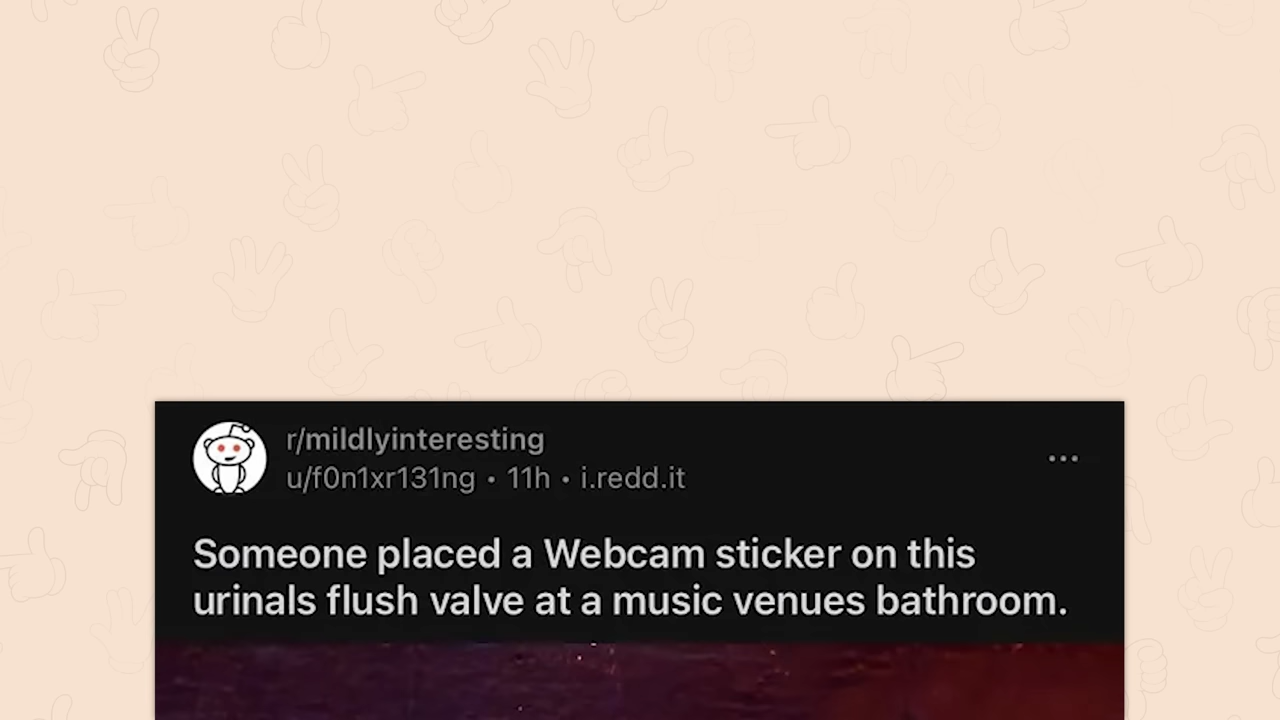 r/mildlyinteresting
u/f0n1xr131ng • 11h • i.redd.it
Someone placed a Webcam sticker on this
urinals flush valve at a music venues bathroom.